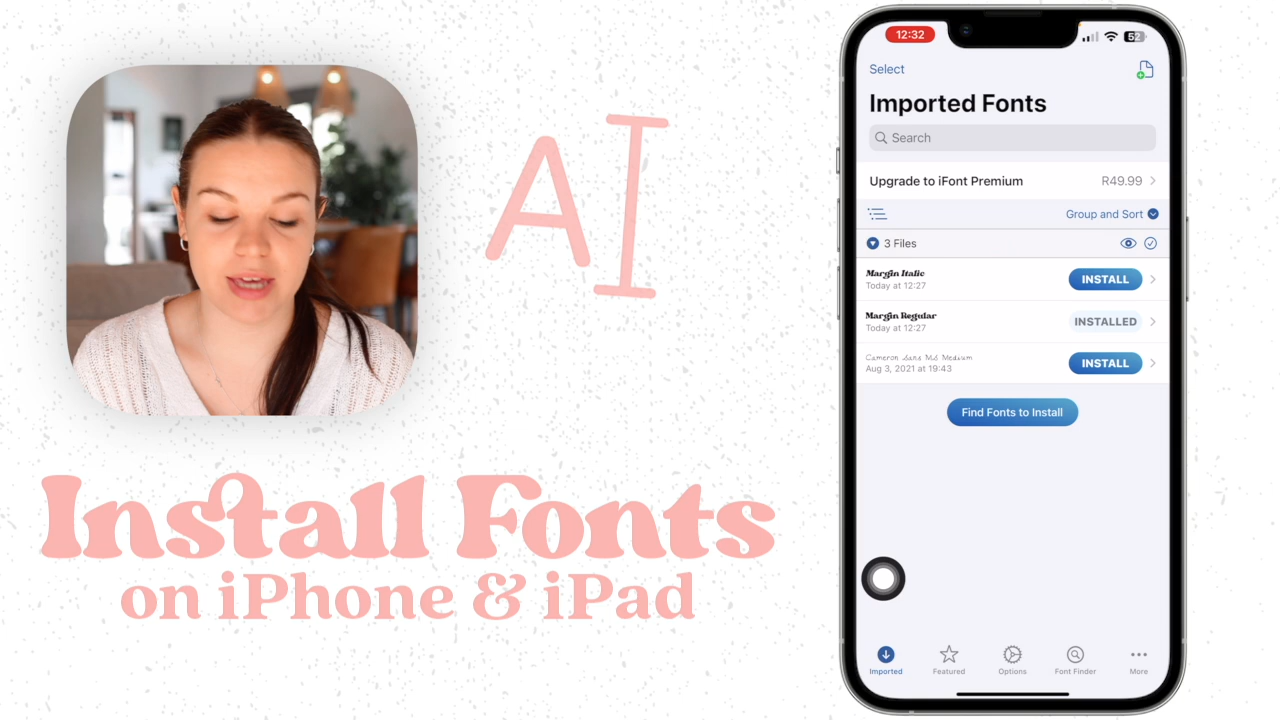 AI
Install Fonts
on iPhone & iPad
12:32
52
Select
Imported Fonts
Search
Upgrade to iFont Premium R49.99
Group and Sort
3 Files
Margin Italic
Today at 12:27
INSTALL
Margin Regular
Today at 12:27
INSTALLED
Cameron Sans MS Medium
Aug 3, 2021 at 19:43
INSTALL
Find Fonts to Install
Imported Featured Options Font Finder More